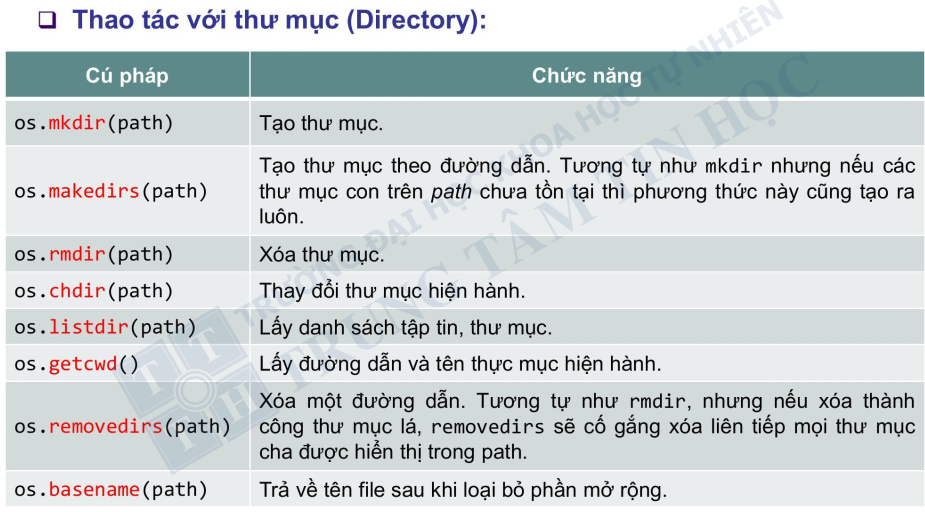 Thao tác với thư mục (Directory):
Cú pháp
Chức năng
os.mkdir(path)
Tạo thư mục.
os.makedirs(path)
Tạo thư mục theo đường dẫn. Tương tự như mkdir nhưng nếu các
thư mục con trên path chưa tồn tại thì phương thức này cũng tạo ra
luôn.
os.rmdir(path)
Xóa thư mục.
os.chdir(path)
Thay đổi thư mục hiện hành.
os.listdir(path)
Lấy danh sách tập tin, thư mục.
os.getcwd()
Lấy đường dẫn và tên thực mục hiện hành.
os.removedirs(path)
Xóa một đường dẫn. Tương tự như rmdir, nhưng nếu xóa thành
công thư mục lá, removedirs sẽ cố gắng xóa liên tiếp mọi thư mục
cha được hiển thị trong path.
os.basename(path)
Trả về tên file sau khi loại bỏ phần mở rộng.
TRƯỜNG ĐẠI HỌC KHOA HỌC TỰ NHIÊN
TRUNG TÂM TIN HỌC